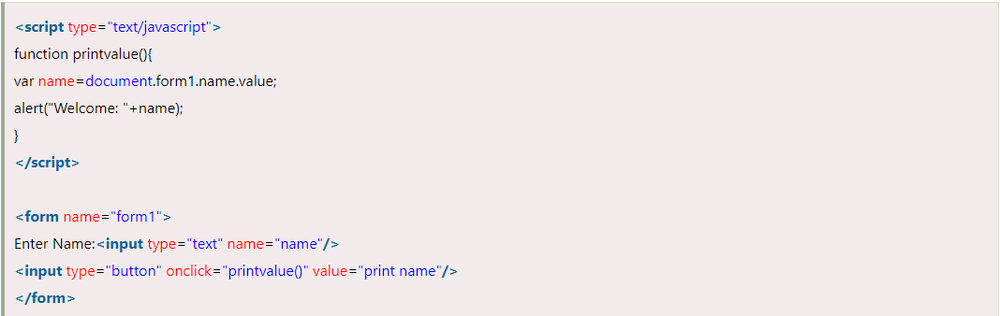 <script type="text/javascript">
function printvalue(){
var name=document.form1.name.value;
alert("Welcome: "+name);
}
</script>
<form name="form1">
Enter Name:<input type="text" name="name"/>
<input type="button" onclick="printvalue()" value="print name"/>
</form>